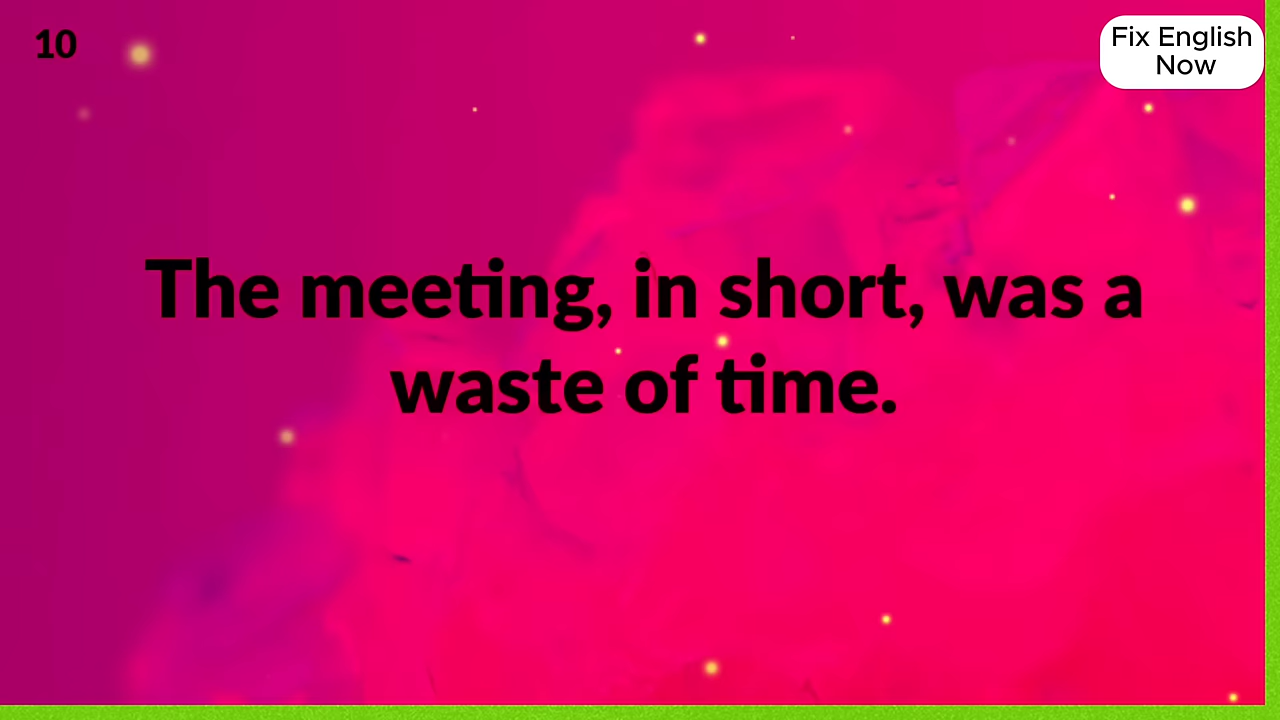 10
Fix English
Now
The meeting, in short, was a
waste of time.